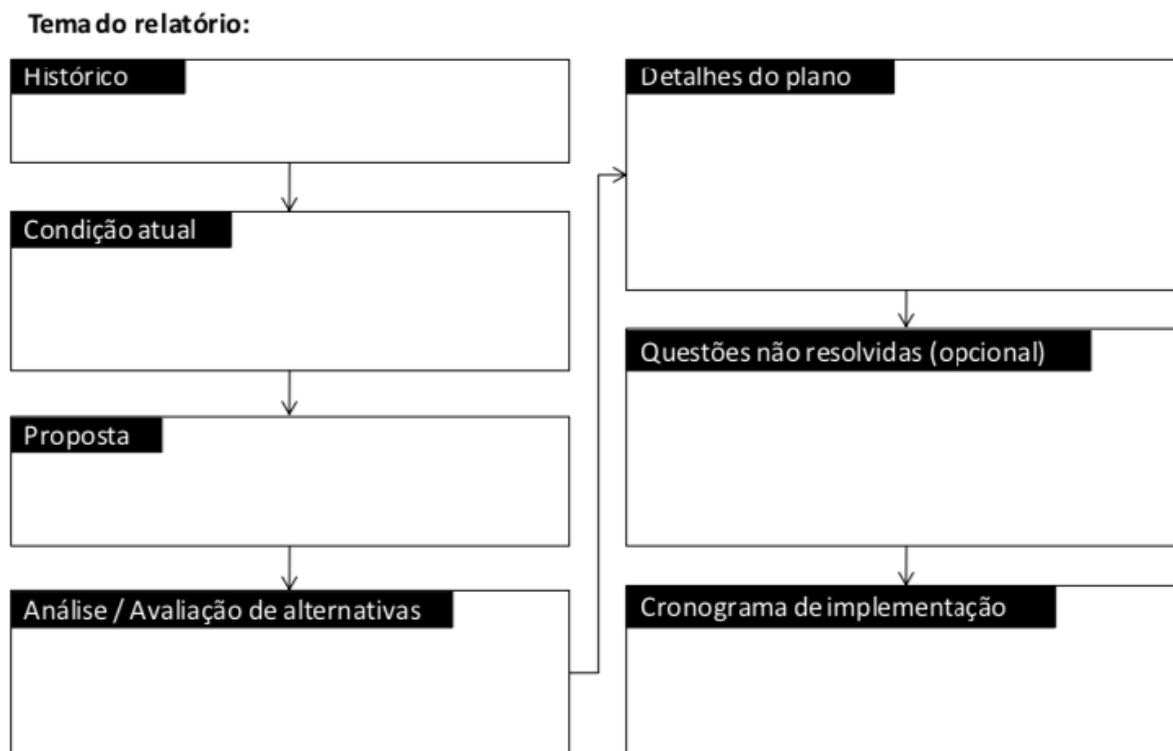 Tema do relatório:
Histórico
Condição atual
Proposta
Análise / Avaliação de alternativas
Detalhes do plano
Questões não resolvidas (opcional)
Cronograma de implementação